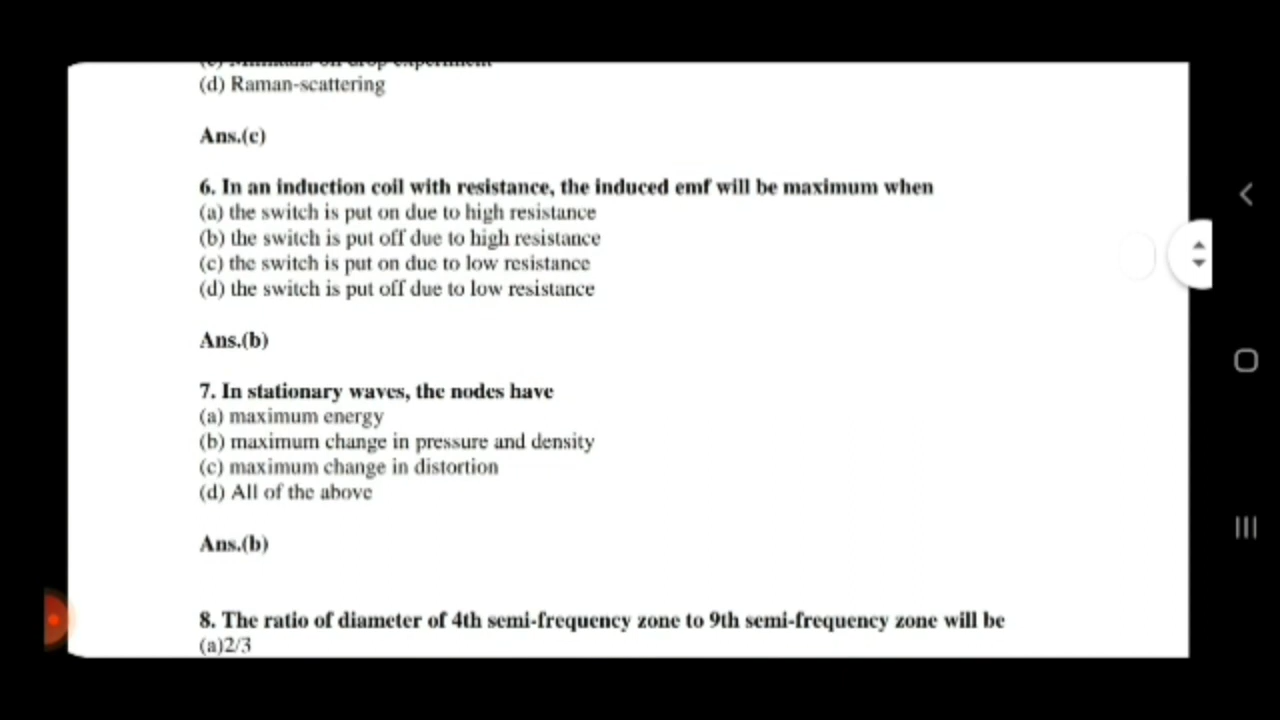 (d) Raman-scattering
Ans.(c)
6. In an induction coil with resistance, the induced emf will be maximum when
(a) the switch is put on due to high resistance
(b) the switch is put off due to high resistance
(c) the switch is put on due to low resistance
(d) the switch is put off due to low resistance
Ans.(b)
7. In stationary waves, the nodes have
(a) maximum energy
(b) maximum change in pressure and density
(c) maximum change in distortion
(d) All of the above
Ans.(b)
8. The ratio of diameter of 4th semi-frequency zone to 9th semi-frequency zone will be
(a)2/3